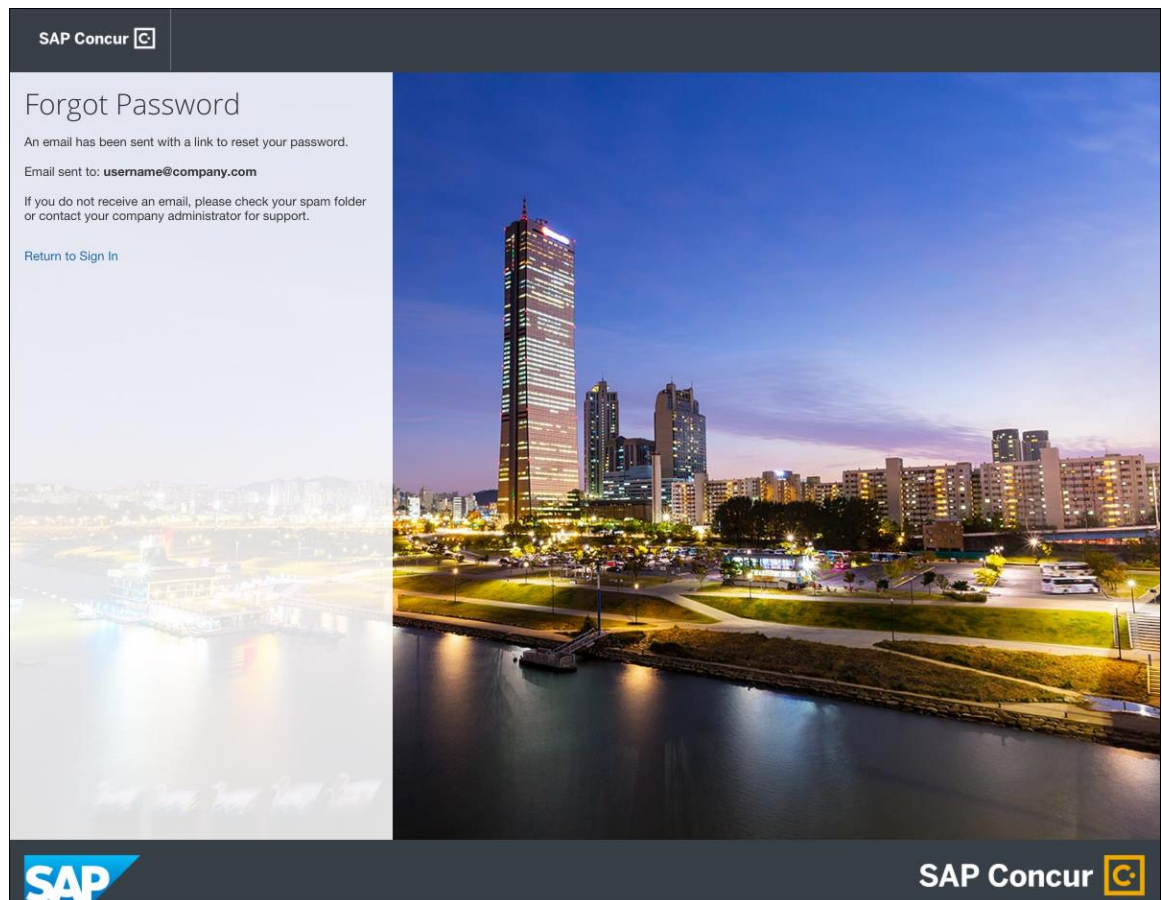 SAP Concur C
Forgot Password
An email has been sent with a link to reset your password.
Email sent to: username@company.com
If you do not receive an email, please check your spam folder
or contact your company administrator for support.
Return to Sign In
SAP
SAP Concur C